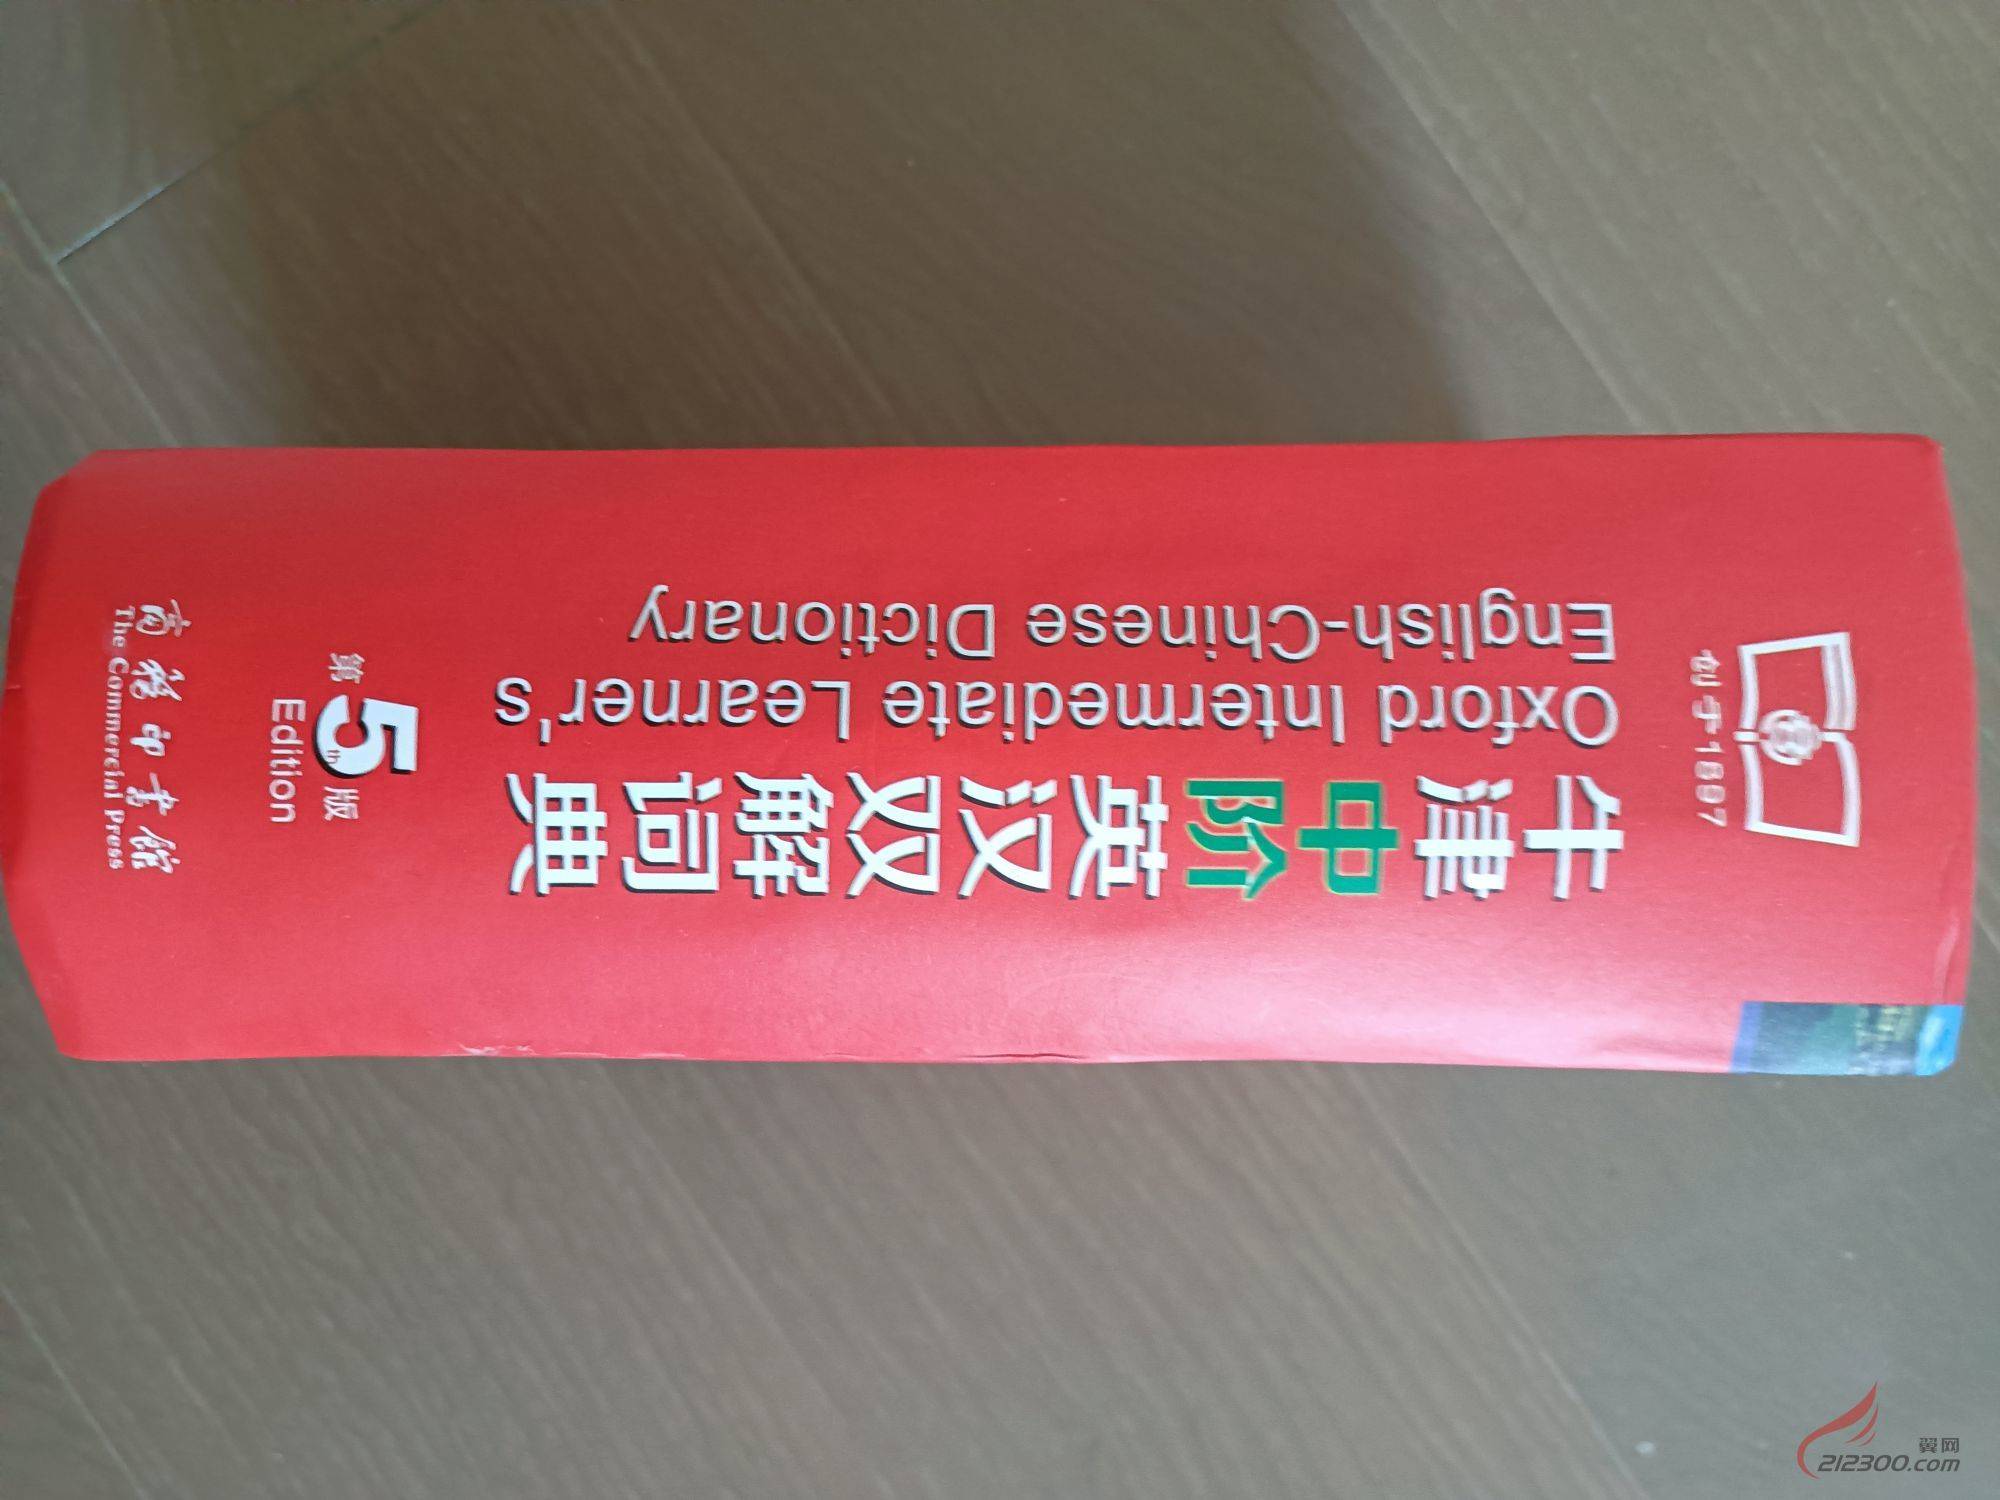 创于1897
牛津中阶英汉双解词典
Oxford Intermediate Learner's
English-Chinese Dictionary
第5th版
Edition
商务印书馆
The Commercial Press
翼网
212300.com